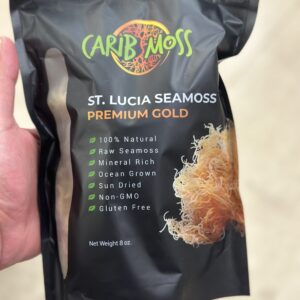 CARIB MOSS
ST. LUCIA SEAMOSS
PREMIUM GOLD
100% Natural
Raw Seamoss
Mineral Rich
Ocean Grown
Sun Dried
Non-GMO
Gluten Free
Net Weight 8 oz.